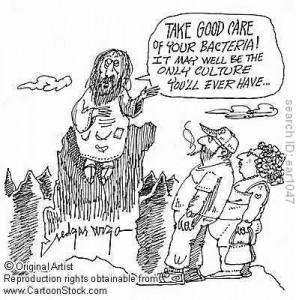 TAKE GOOD CARE
OF YOUR BACTERIA!
IT MAY WELL BE THE
ONLY CULTURE
YOU'LL EVER HAVE...
search ID: ear1047
© Original Artist
Reproduction rights obtainable from
www.CartoonStock.com